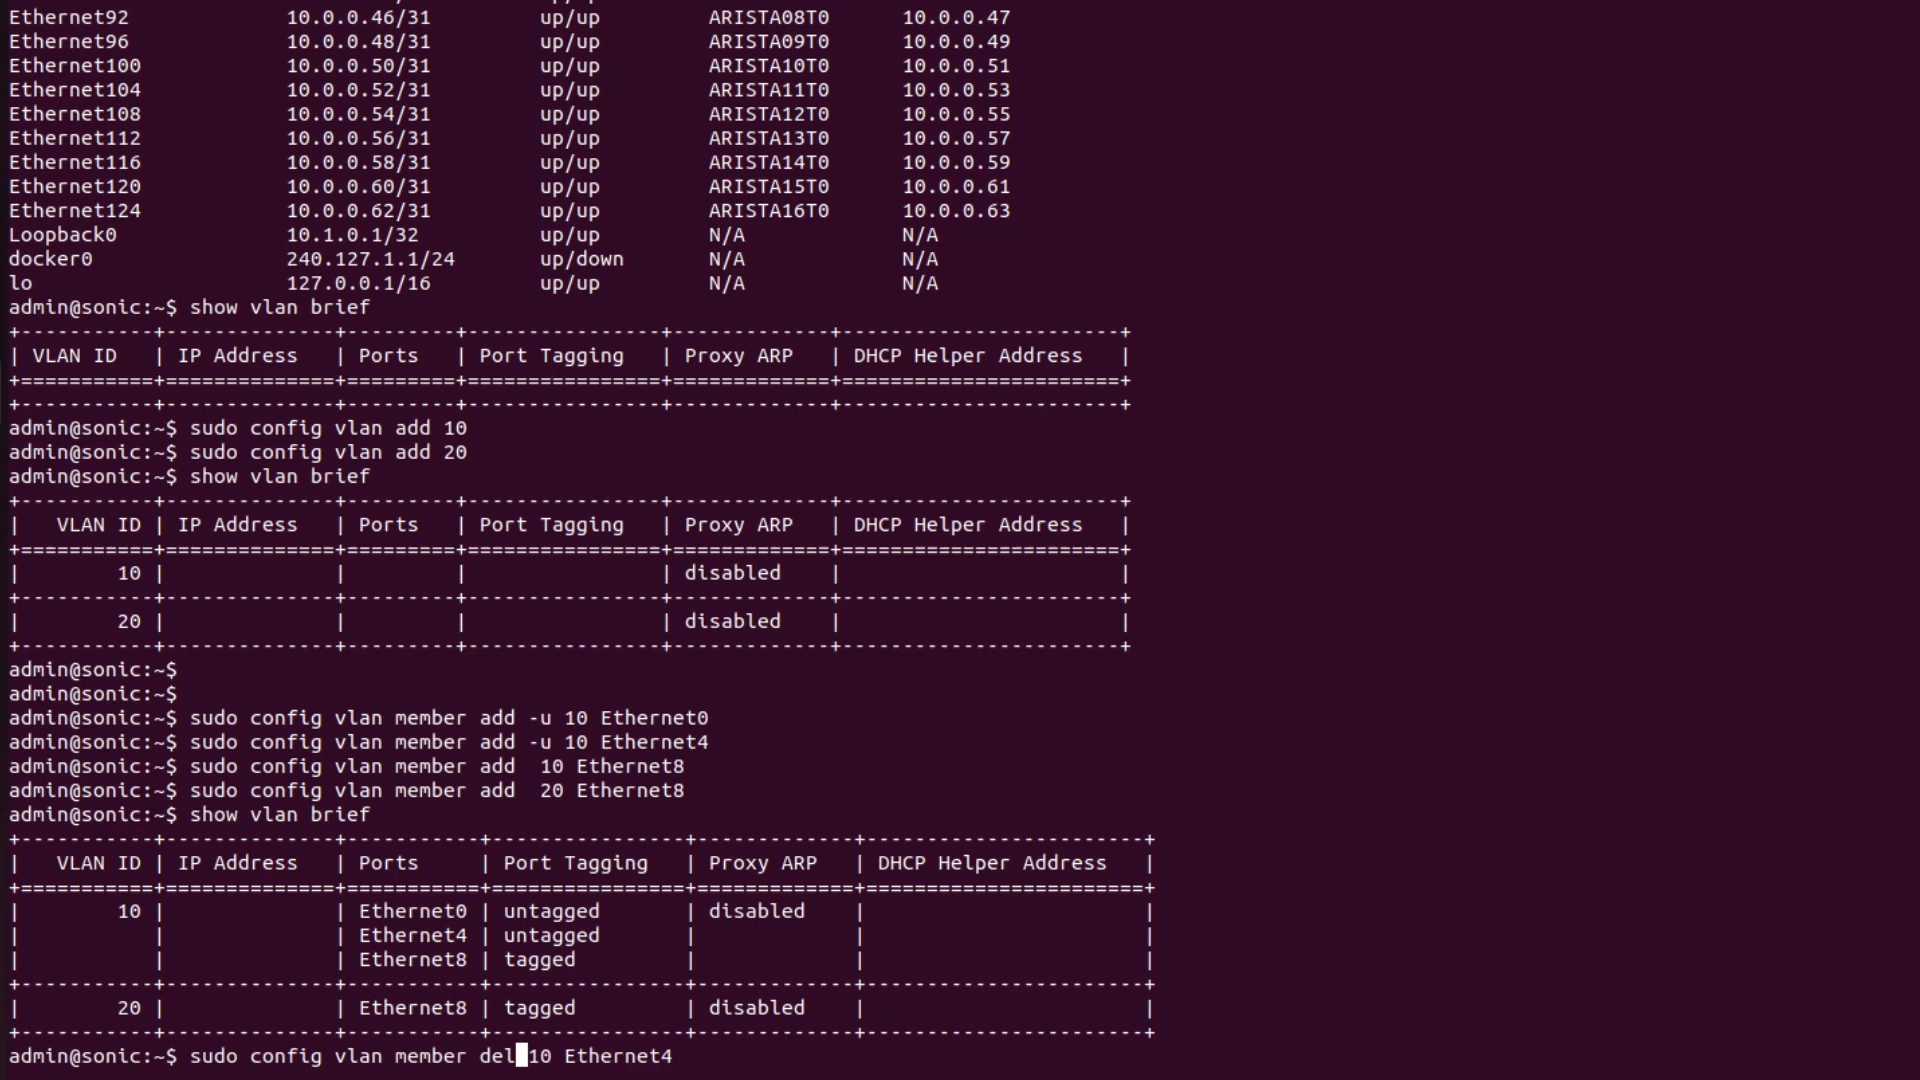 Ethernet92            10.0.0.46/31         up/up         ARISTA08T0      10.0.0.47
Ethernet96            10.0.0.48/31         up/up         ARISTA09T0      10.0.0.49
Ethernet100           10.0.0.50/31         up/up         ARISTA10T0      10.0.0.51
Ethernet104           10.0.0.52/31         up/up         ARISTA11T0      10.0.0.53
Ethernet108           10.0.0.54/31         up/up         ARISTA12T0      10.0.0.55
Ethernet112           10.0.0.56/31         up/up         ARISTA13T0      10.0.0.57
Ethernet116           10.0.0.58/31         up/up         ARISTA14T0      10.0.0.59
Ethernet120           10.0.0.60/31         up/up         ARISTA15T0      10.0.0.61
Ethernet124           10.0.0.62/31         up/up         ARISTA16T0      10.0.0.63
Loopback0             10.1.0.1/32          up/up         N/A             N/A
docker0               240.127.1.1/24       up/down       N/A             N/A
lo                    127.0.0.1/16         up/up         N/A             N/A
admin@sonic:~$ show vlan brief
+-----------+--------------+---------+----------------+-------------+-----------------------+
| VLAN ID   | IP Address   | Ports   | Port Tagging   | Proxy ARP   | DHCP Helper Address   |
+===========+==============+=========+================+=============+=======================+
+-----------+--------------+---------+----------------+-------------+-----------------------+
admin@sonic:~$ sudo config vlan add 10
admin@sonic:~$ sudo config vlan add 20
admin@sonic:~$ show vlan brief
+-----------+--------------+---------+----------------+-------------+-----------------------+
|   VLAN ID | IP Address   | Ports   | Port Tagging   | Proxy ARP   | DHCP Helper Address   |
+===========+==============+=========+================+=============+=======================+
|        10 |              |         |                | disabled    |                       |
+-----------+--------------+---------+----------------+-------------+-----------------------+
|        20 |              |         |                | disabled    |                       |
+-----------+--------------+---------+----------------+-------------+-----------------------+
admin@sonic:~$
admin@sonic:~$
admin@sonic:~$ sudo config vlan member add -u 10 Ethernet0
admin@sonic:~$ sudo config vlan member add -u 10 Ethernet4
admin@sonic:~$ sudo config vlan member add  10 Ethernet8
admin@sonic:~$ sudo config vlan member add  20 Ethernet8
admin@sonic:~$ show vlan brief
+-----------+--------------+-----------+----------------+-------------+-----------------------+
|   VLAN ID | IP Address   | Ports     | Port Tagging   | Proxy ARP   | DHCP Helper Address   |
+===========+==============+===========+================+=============+=======================+
|        10 |              | Ethernet0 | untagged       | disabled    |                       |
|           |              | Ethernet4 | untagged       |             |                       |
|           |              | Ethernet8 | tagged         |             |                       |
+-----------+--------------+-----------+----------------+-------------+-----------------------+
|        20 |              | Ethernet8 | tagged         | disabled    |                       |
+-----------+--------------+-----------+----------------+-------------+-----------------------+
admin@sonic:~$ sudo config vlan member del 10 Ethernet4